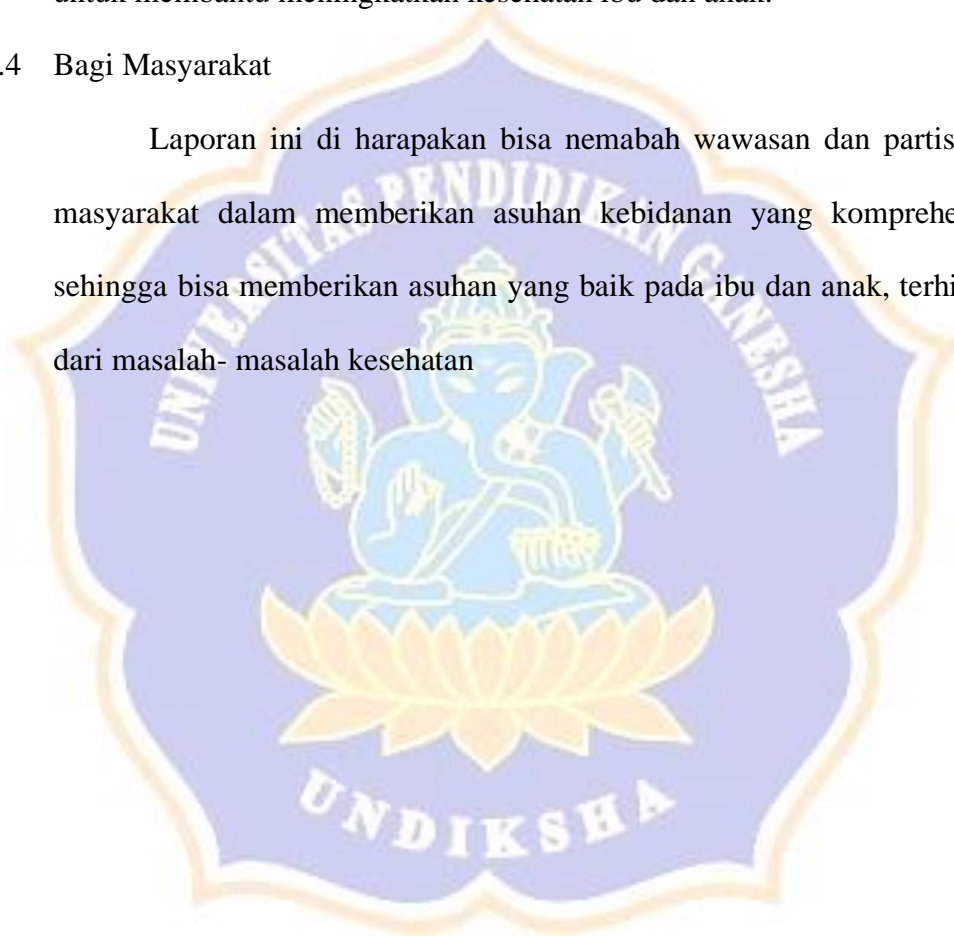 untuk membantu meningkatkan kesehatan ibu dan anak.
.4 Bagi Masyarakat
Laporan ini di harapakan bisa nemabah wawasan dan partis
masyarakat dalam memberikan asuhan kebidanan yang komprehe
sehingga bisa memberikan asuhan yang baik pada ibu dan anak, terhi
dari masalah- masalah kesehatan
UNIVERSITAS PENDIDIKAN GANESHA
UNDIKSHA